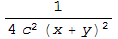 1
4 c² (x + y)²